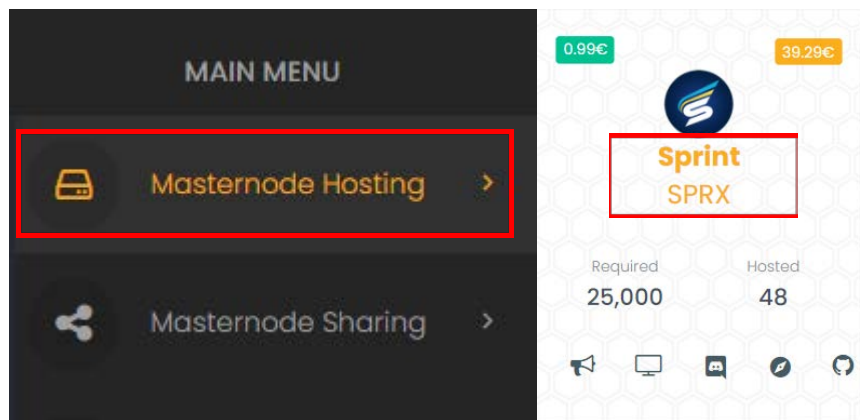 MAIN MENU
Masternode Hosting
Masternode Sharing
0.99€
39.29€
Sprint
SPRX
Required
Hosted
25,000
48